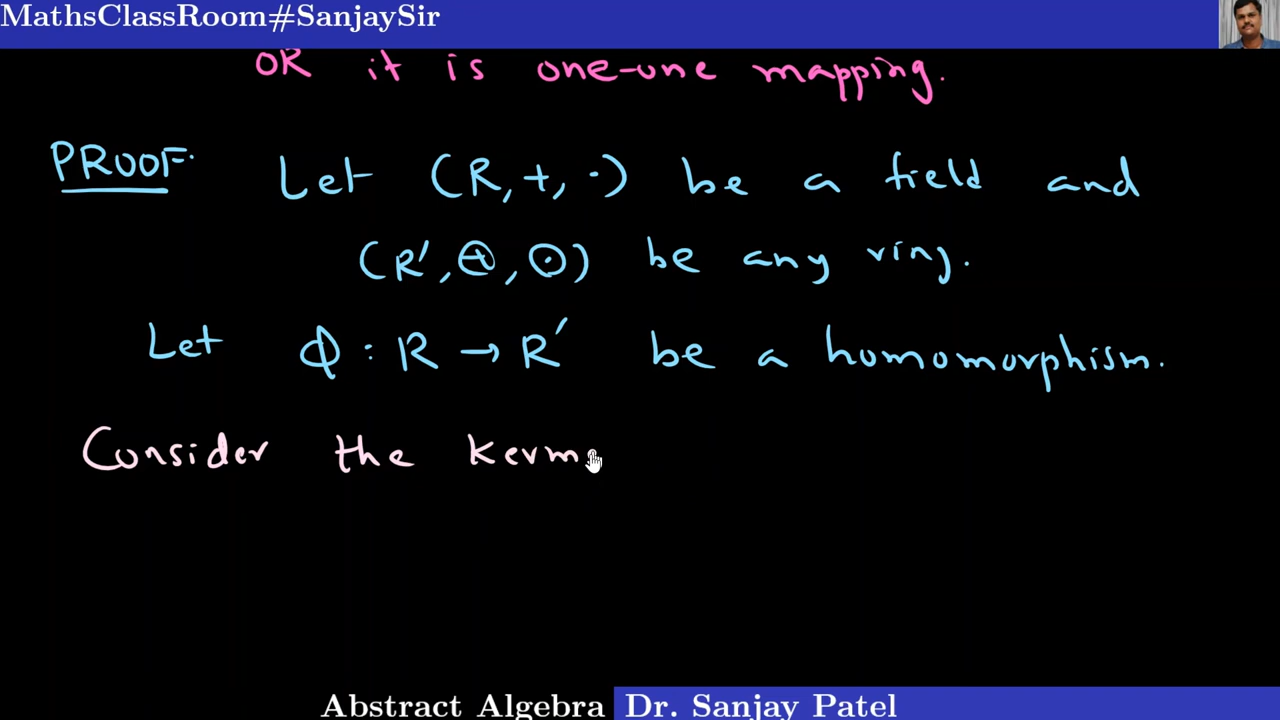 MathsClassRoom#SanjaySir
OR it is one-one mapping.
PROOF. Let (R, +, ·) be a field and
(R', ⊕, ⊙) be any ring.
Let Φ : R → R' be a homomorphism.
Consider the kerne
Abstract Algebra Dr. Sanjay Patel